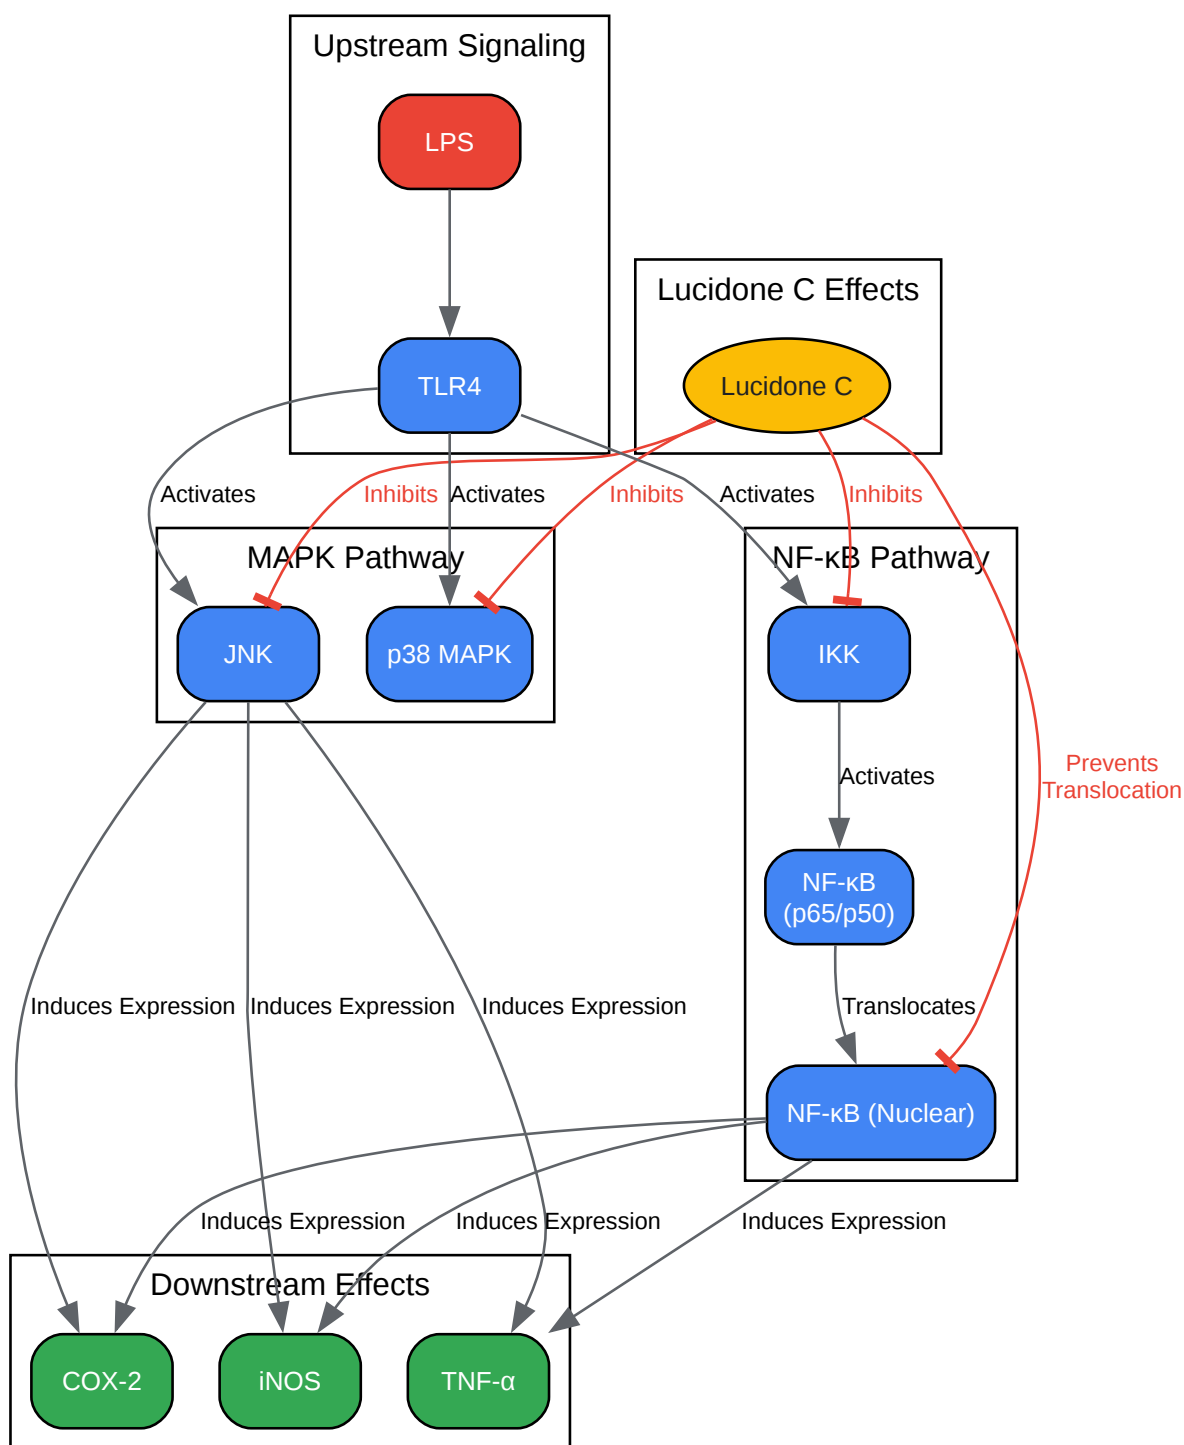 Upstream Signaling
LPS
Lucidone C Effects
TLR4
Lucidone C
Activates
Inhibits
Activates
Inhibits
Activates
Inhibits
MAPK Pathway
NF-κB Pathway
JNK
p38 MAPK
IKK
Prevents
Translocation
Activates
NF-κB
(p65/p50)
Induces Expression
Induces Expression
Induces Expression
Translocates
NF-κB (Nuclear)
Induces Expression
Induces Expression
Induces Expression
Downstream Effects
COX-2
iNOS
TNF-α